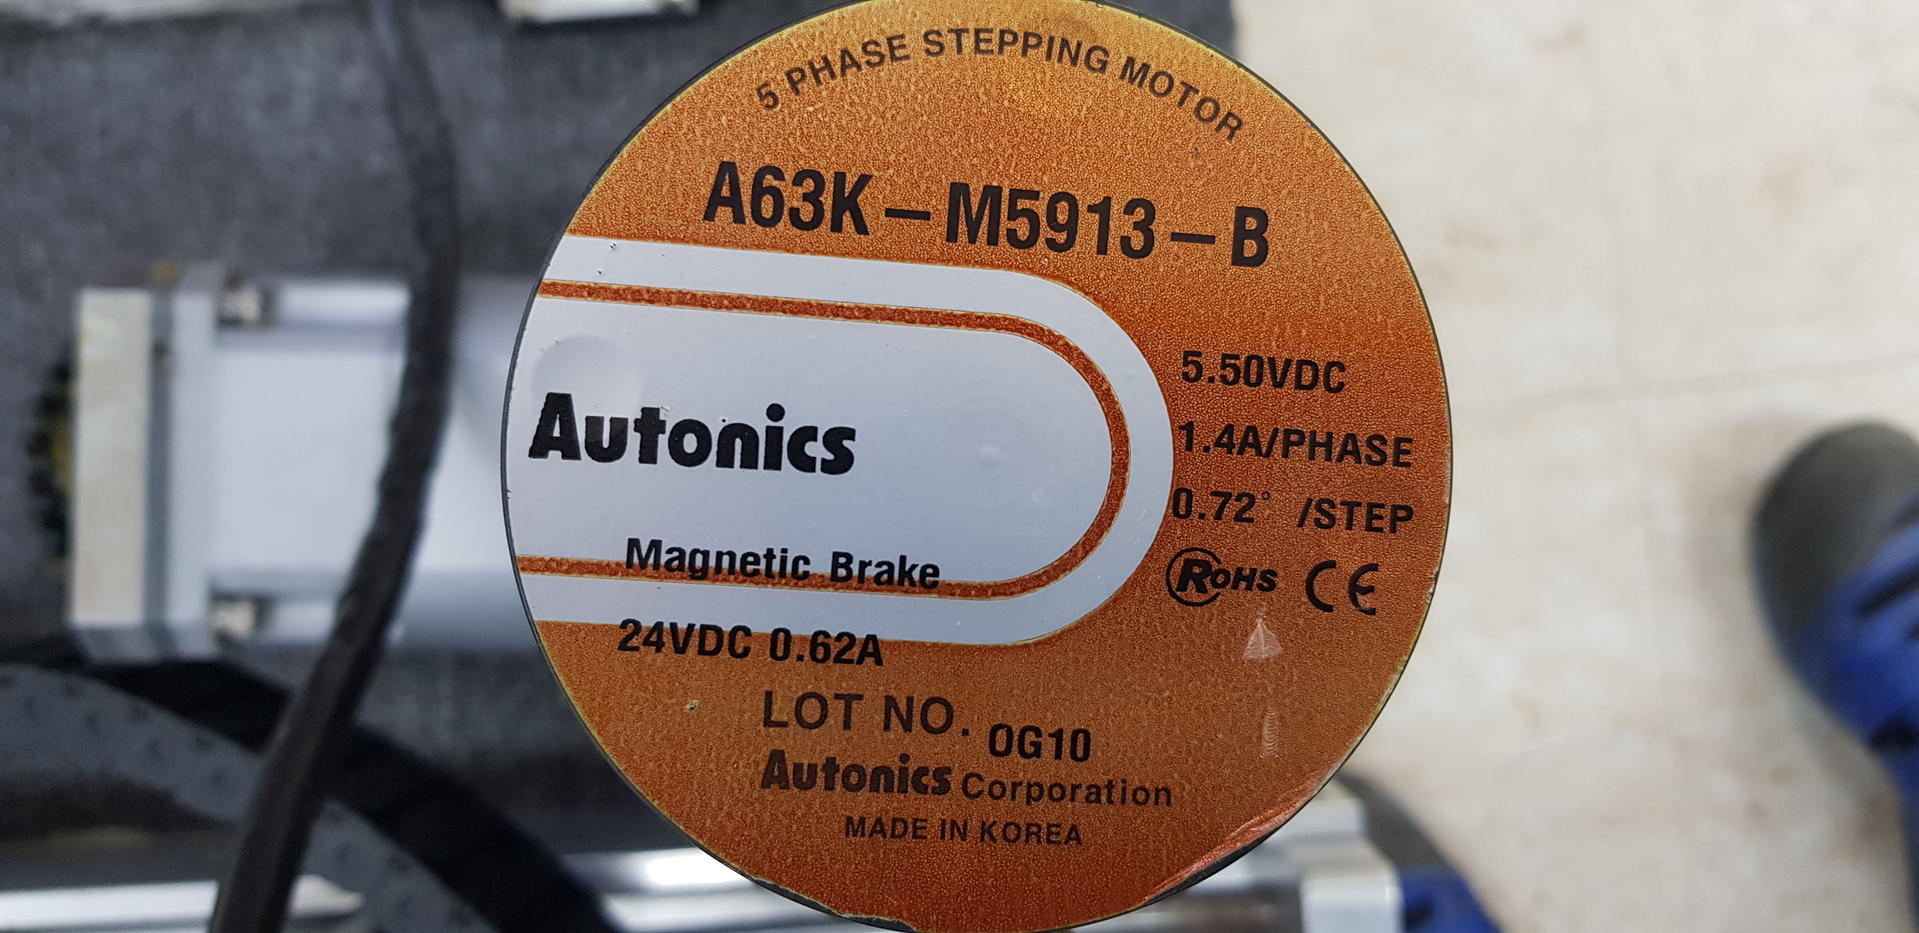 5 PHASE STEPPING MOTOR
A63K-M5913-B
5.50VDC
1.4A/PHASE
0.72° /STEP
RoHS CE
Autonics
Magnetic Brake
24VDC 0.62A
LOT NO. OG10
Autonics Corporation
MADE IN KOREA